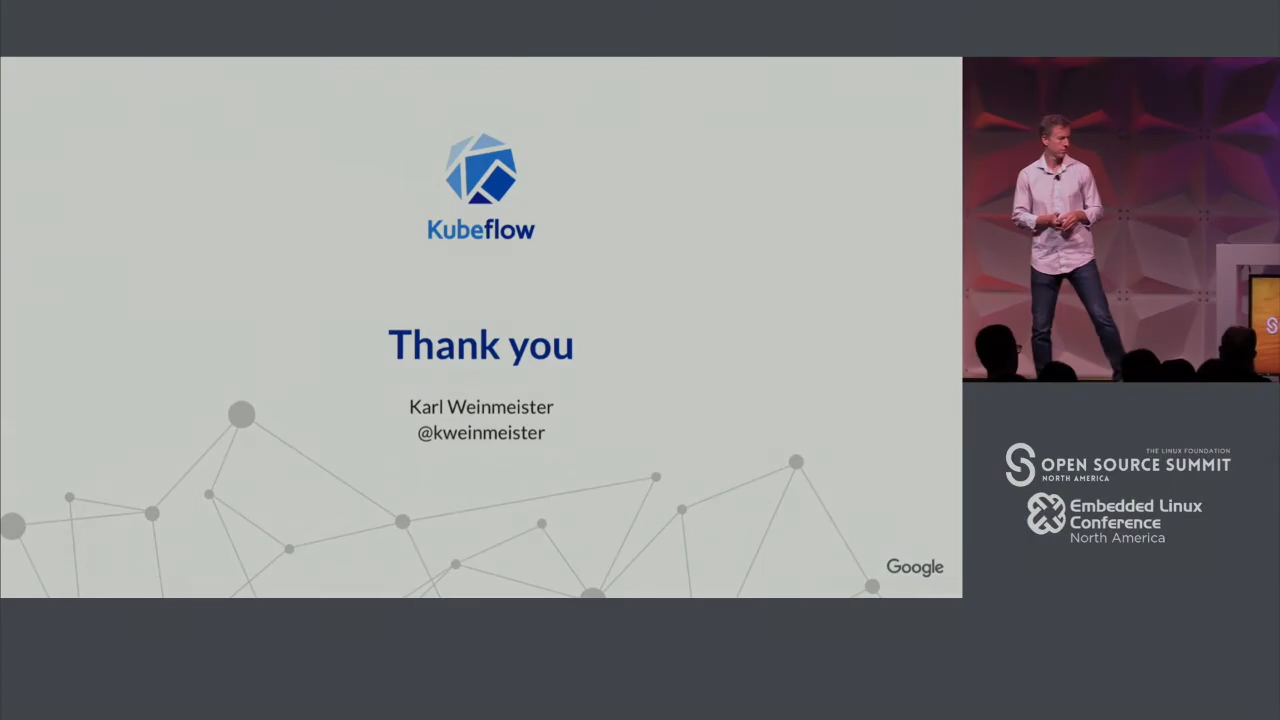 Kubeflow
Thank you
Karl Weinmeister
@kweinmeister
Google
THE LINUX FOUNDATION
OPEN SOURCE SUMMIT
NORTH AMERICA
Embedded Linux
Conference
North America